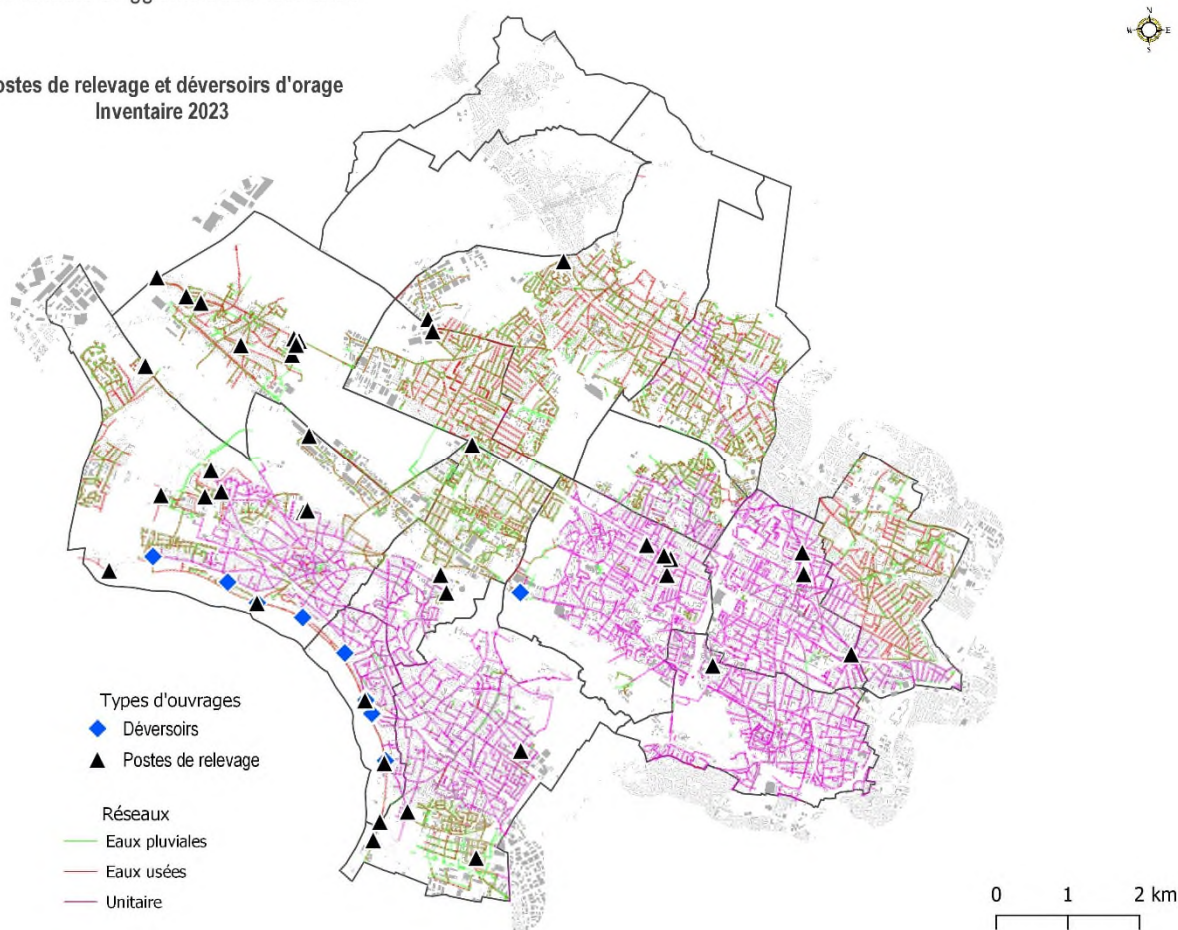 Postes de relevage et déversoirs d'orage
Inventaire 2023
N
W E
S
Types d'ouvrages
Déversoirs
Postes de relevage
Réseaux
Eaux pluviales
Eaux usées
Unitaire
0 1 2 km